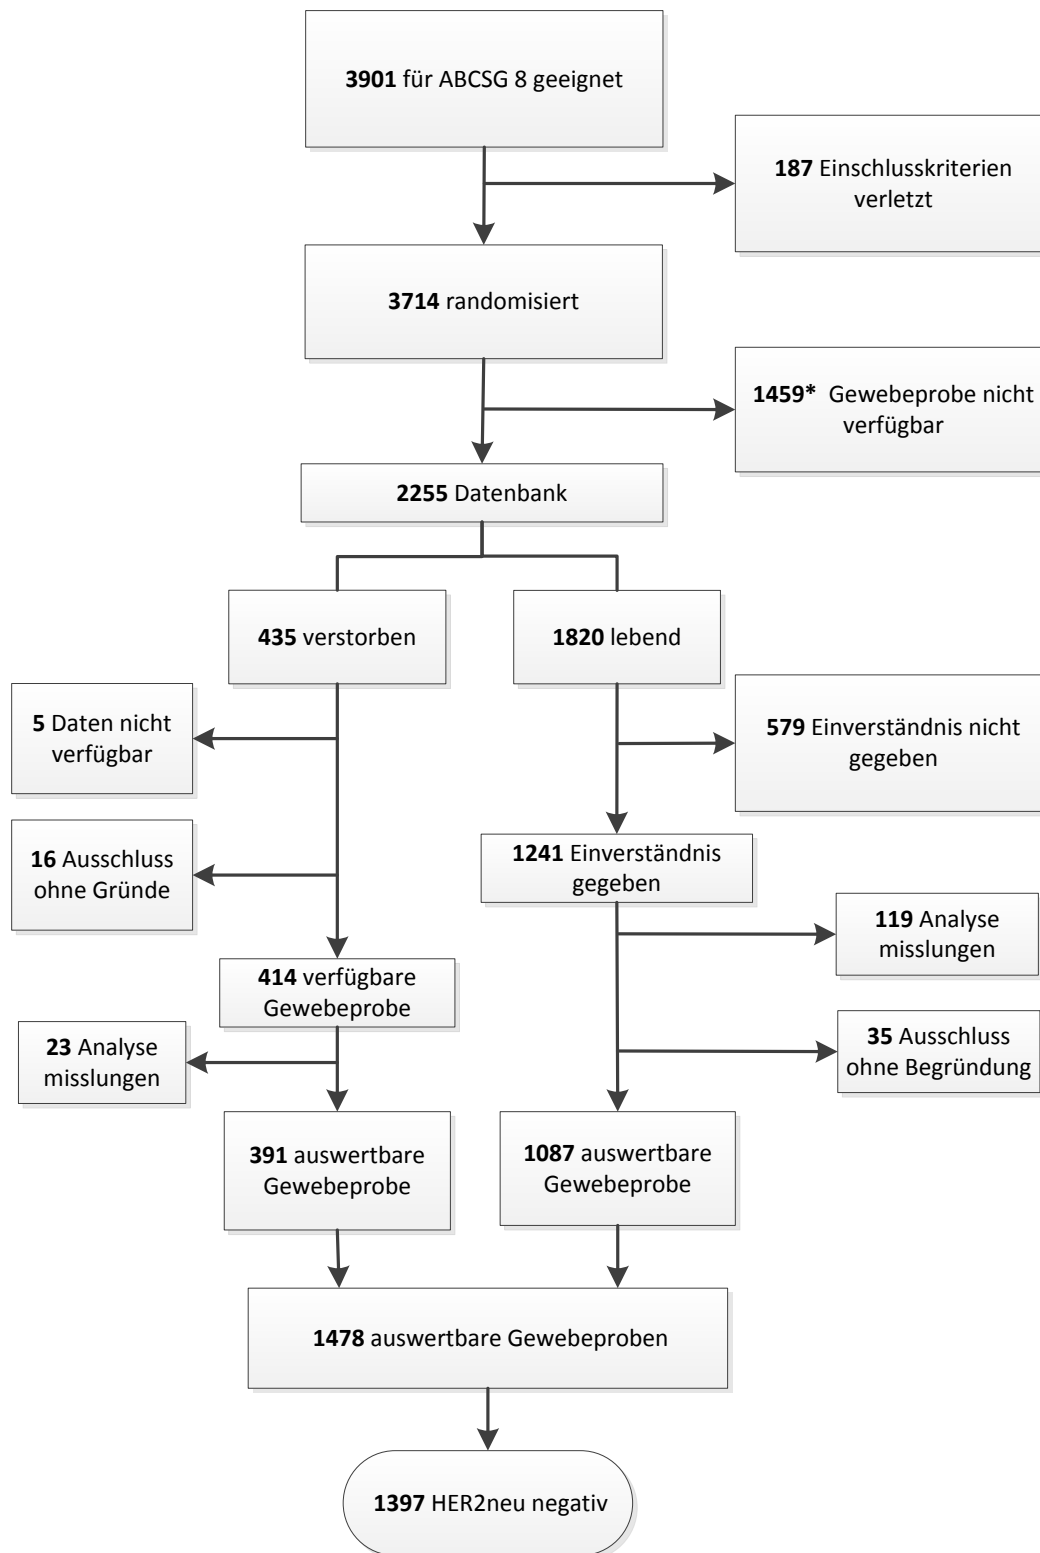 3901 für ABCSG 8 geeignet
187 Einschlusskriterien
verletzt
3714 randomisiert
1459* Gewebeprobe nicht
verfügbar
2255 Datenbank
435 verstorben
1820 lebend
5 Daten nicht
verfügbar
579 Einverständnis nicht
gegeben
16 Ausschluss
ohne Gründe
1241 Einverständnis
gegeben
119 Analyse
misslungen
414 verfügbare
Gewebeprobe
23 Analyse
misslungen
35 Ausschluss
ohne Begründung
391 auswertbare
Gewebeprobe
1087 auswertbare
Gewebeprobe
1478 auswertbare Gewebeproben
1397 HER2neu negativ